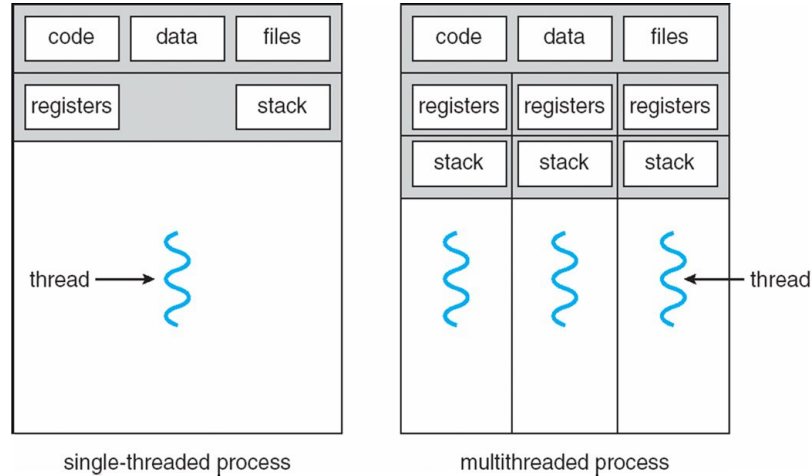 code data files
registers stack
thread
single-threaded process
code data files
registers registers registers
stack stack stack
thread
multithreaded process